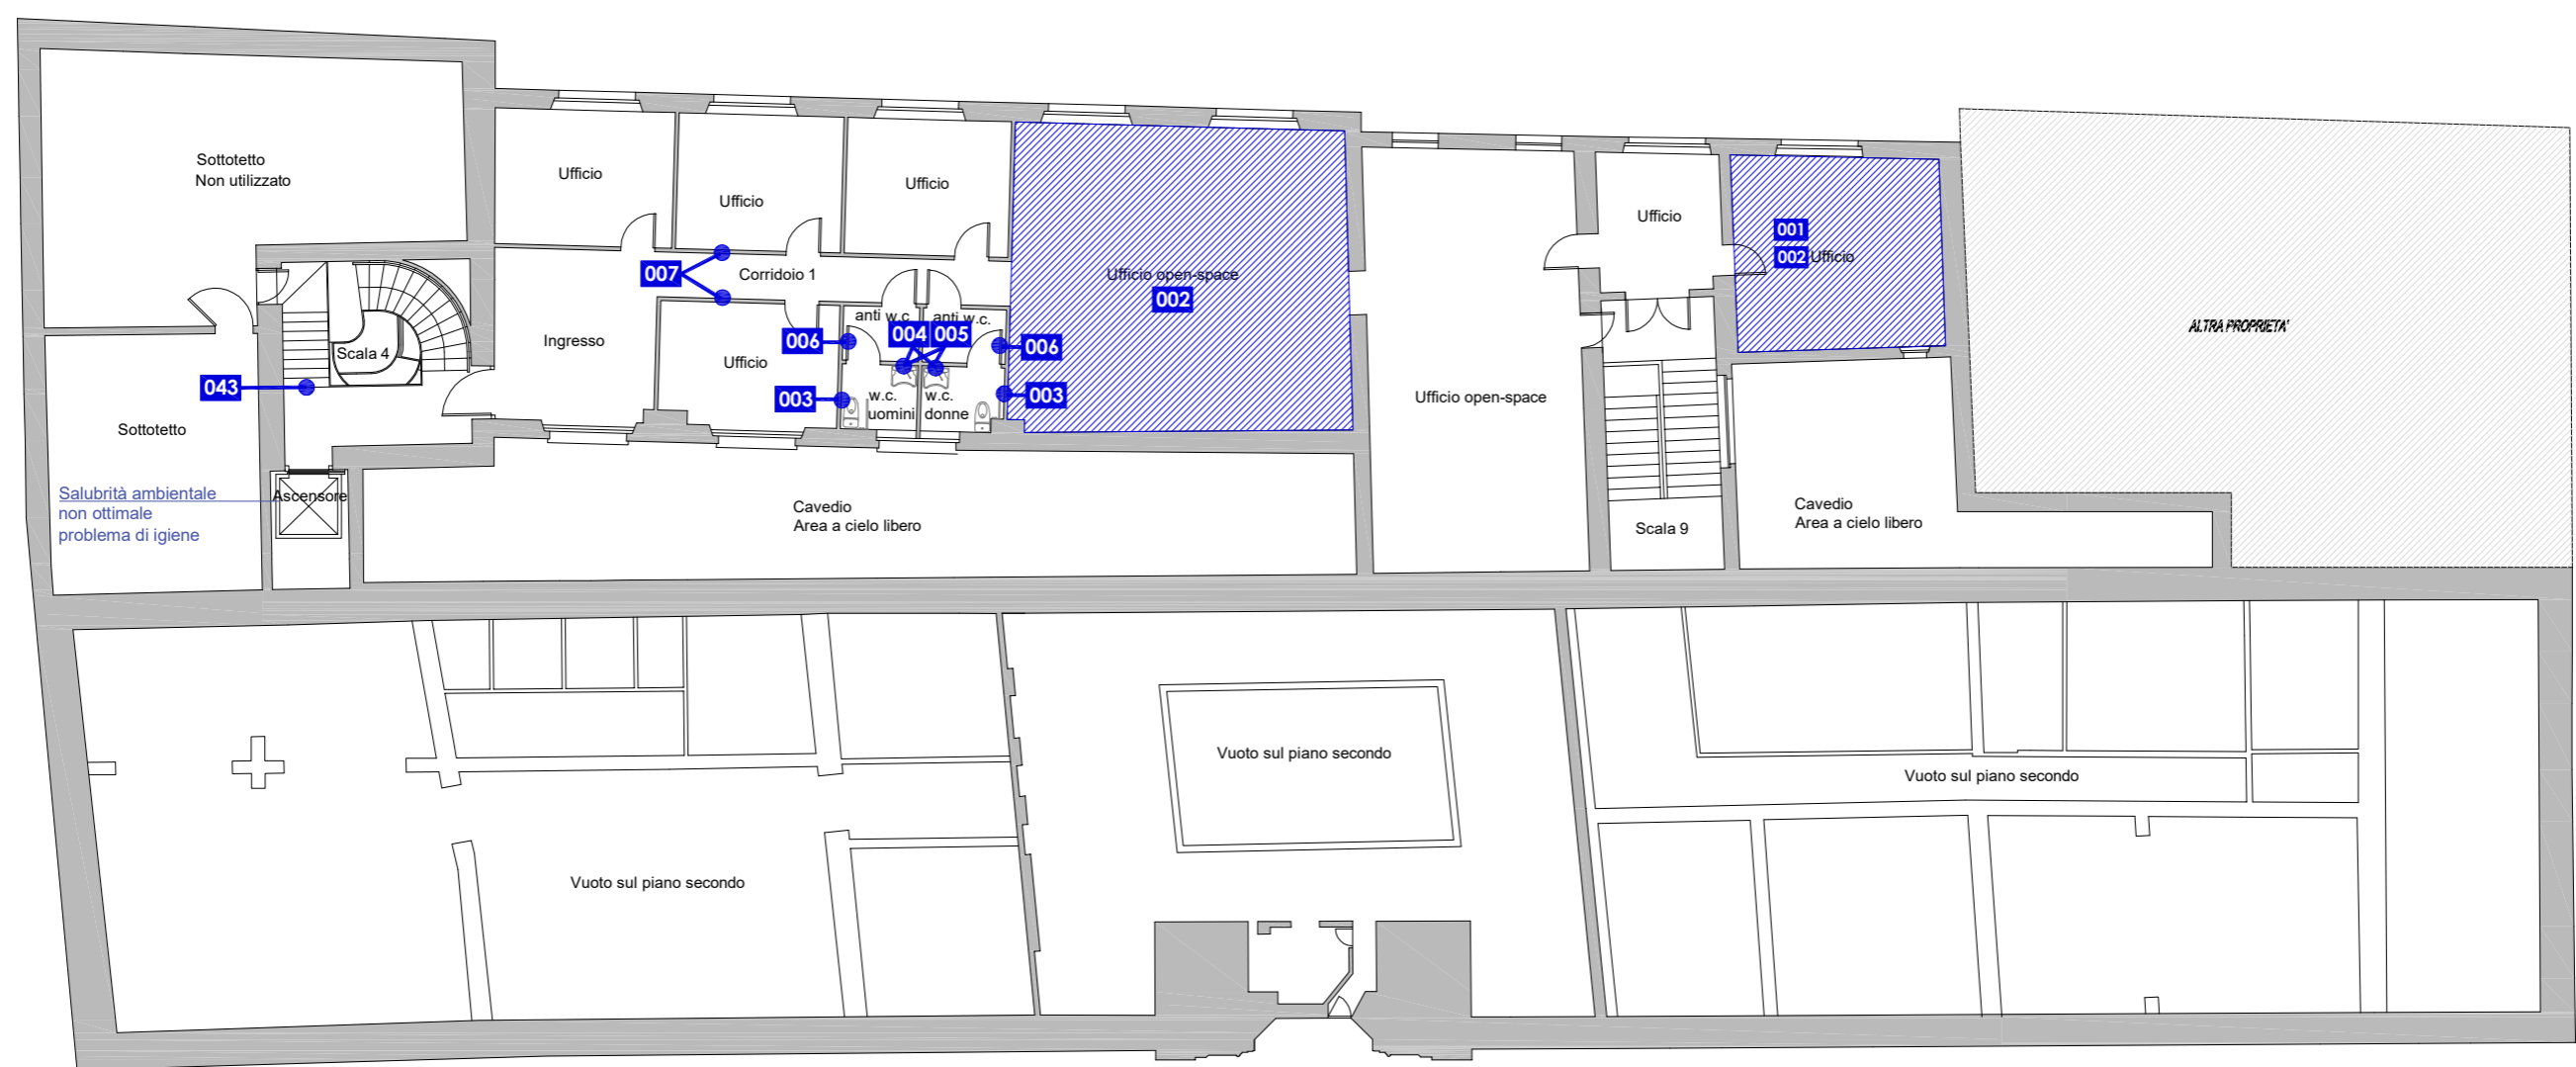 Sottotetto
Non utilizzato
Ufficio
Ufficio
Ufficio
Ufficio
001
002
Ufficio
007
Corridoio 1
Ufficio open-space
002
ALTRA PROPRIETA'
Ingresso
anti w.c.
anti w.c.
004
005
006
006
Scala 4
Ufficio
043
003
w.c.
uomini
w.c.
donne
003
Ufficio open-space
Sottotetto
Salubrità ambientale
non ottimale
problema di igiene
Ascensore
Cavedio
Area a cielo libero
Scala 9
Cavedio
Area a cielo libero
Vuoto sul piano secondo
Vuoto sul piano secondo
Vuoto sul piano secondo